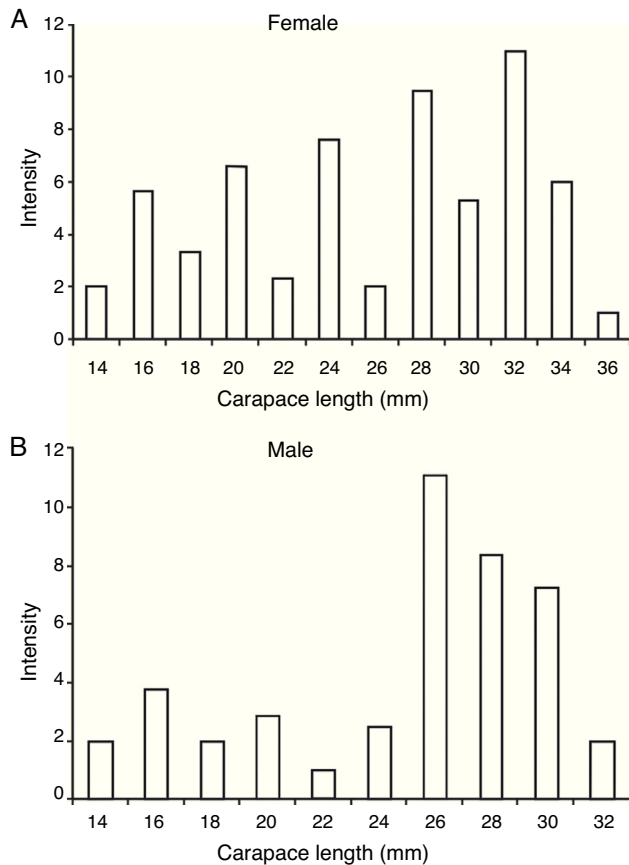 A
Female
12
10
8
6
4
2
0
Intensity
14 16 18 20 22 24 26 28 30 32 34 36
Carapace length (mm)
B
Male
12
10
8
6
4
2
0
Intensity
14 16 18 20 22 24 26 28 30 32
Carapace length (mm)